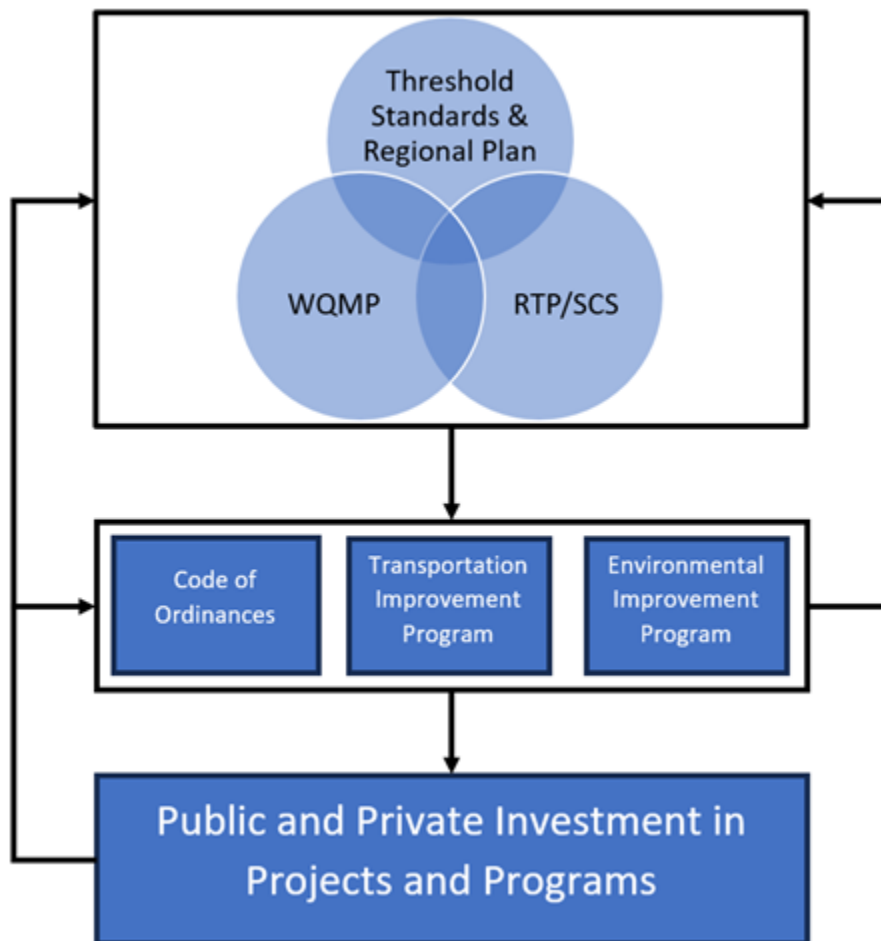 Threshold
Standards &
Regional Plan
WQMP
RTP/SCS
Code of
Ordinances
Transportation
Improvement
Program
Environmental
Improvement
Program
Public and Private Investment in
Projects and Programs